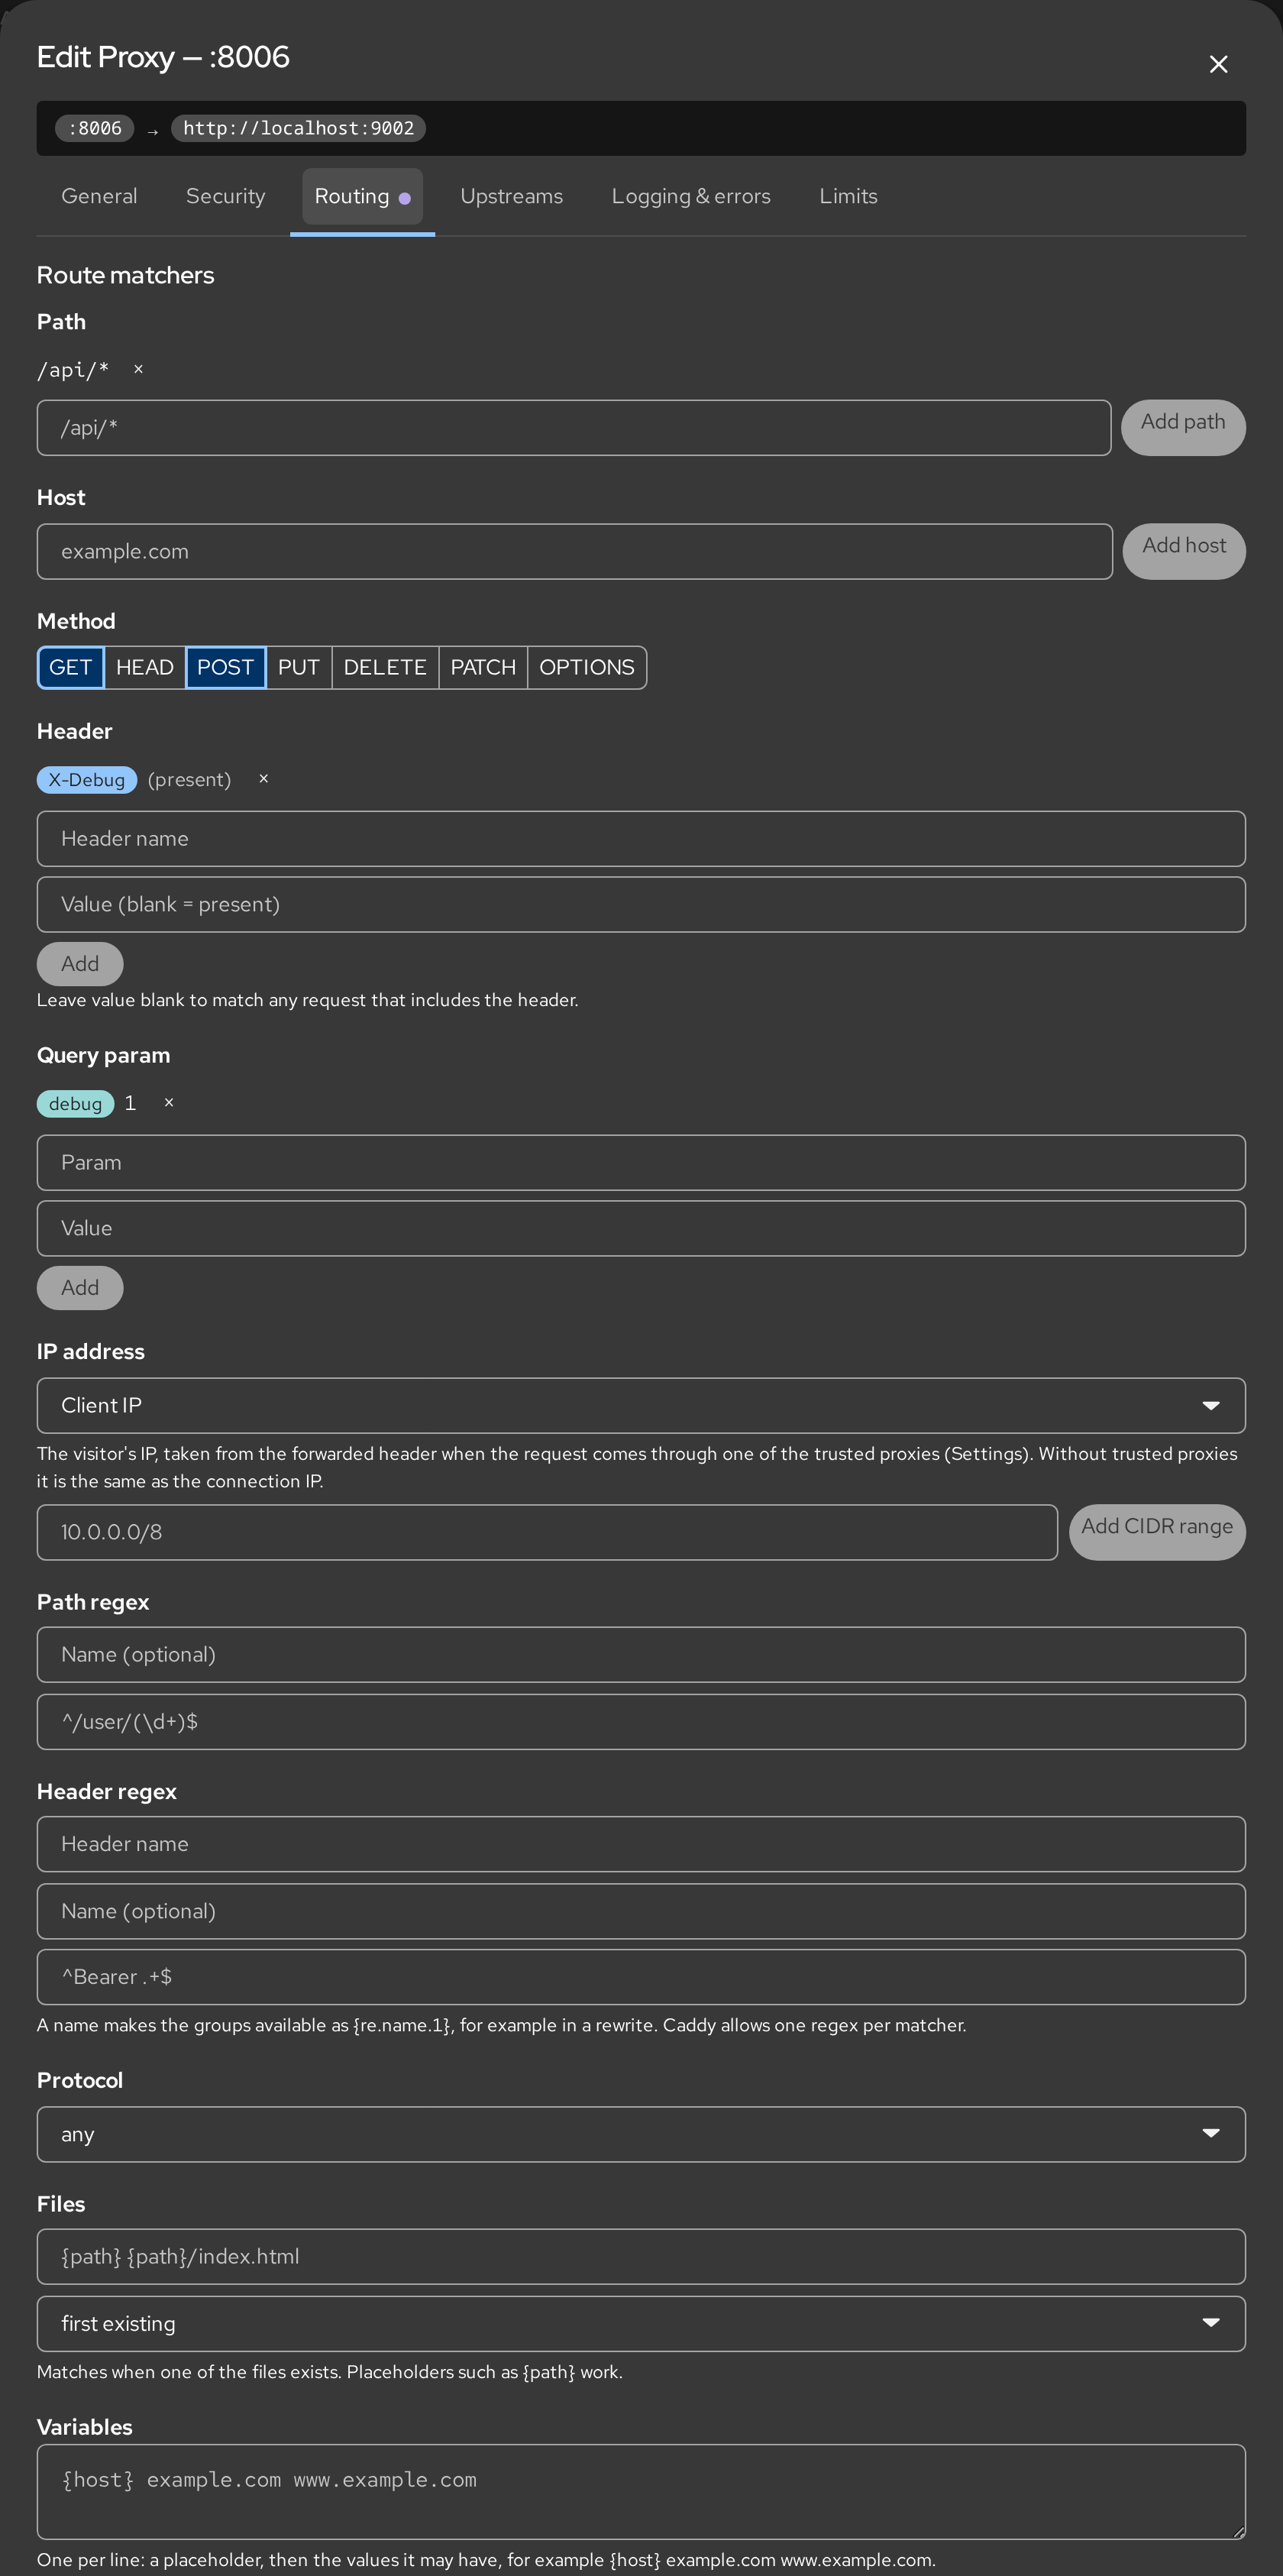 Edit Proxy — :8006
:8006 → http://localhost:9002
General Security Routing Upstreams Logging & errors Limits
Route matchers
Path
/api/* ×
/api/* Add path
Host
example.com Add host
Method
GET HEAD POST PUT DELETE PATCH OPTIONS
Header
X-Debug (present) ×
Header name
Value (blank = present)
Add
Leave value blank to match any request that includes the header.
Query param
debug 1 ×
Param
Value
Add
IP address
Client IP
The visitor's IP, taken from the forwarded header when the request comes through one of the trusted proxies (Settings). Without trusted proxies
it is the same as the connection IP.
10.0.0.0/8 Add CIDR range
Path regex
Name (optional)
^/user/(\d+)$
Header regex
Header name
Name (optional)
^Bearer .+$
A name makes the groups available as {re.name.1}, for example in a rewrite. Caddy allows one regex per matcher.
Protocol
any
Files
{path} {path}/index.html
first existing
Matches when one of the files exists. Placeholders such as {path} work.
Variables
{host} example.com www.example.com
One per line: a placeholder, then the values it may have, for example {host} example.com www.example.com.